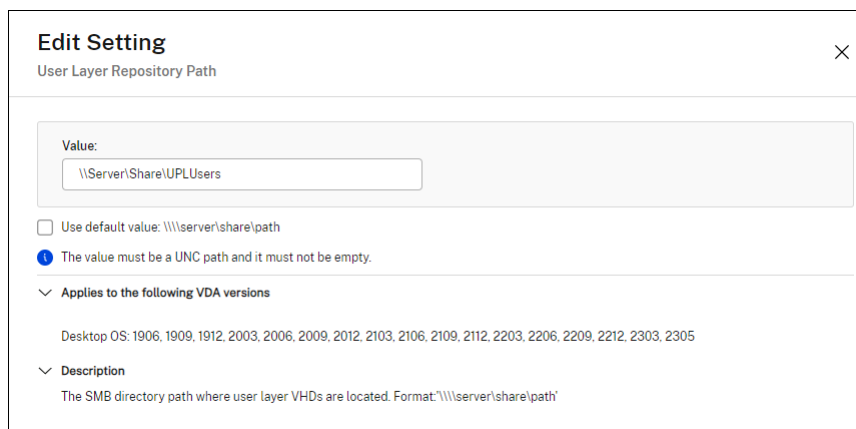 Edit Setting
User Layer Repository Path
Value:
\\Server\Share\UPLUsers
Use default value: \\\\server\share\path
The value must be a UNC path and it must not be empty.
Applies to the following VDA versions
Desktop OS: 1906, 1909, 1912, 2003, 2006, 2009, 2012, 2103, 2106, 2109, 2112, 2203, 2206, 2209, 2212, 2303, 2305
Description
The SMB directory path where user layer VHDs are located. Format:'\\\\server\share\path'